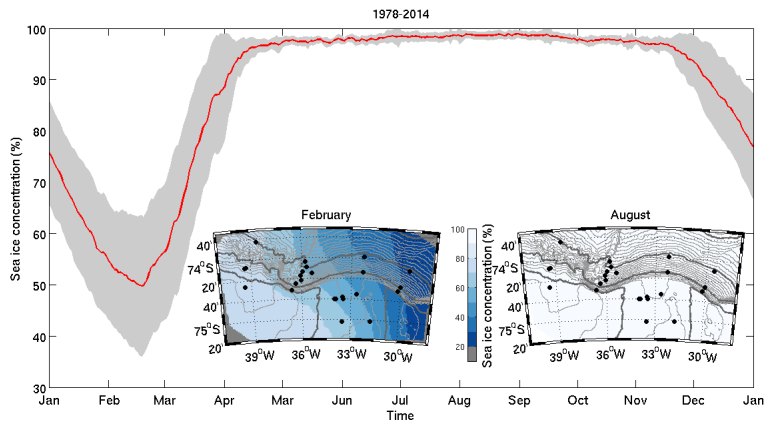 1978-2014
Sea ice concentration (%)
100
90
80
70
60
50
40
30
February
40'
74°S
20'
40'
75°S
20'
39°W
36°W
33°W
30°W
100
80
60
40
20
Sea ice concentration (%)
August
40'
74°S
20'
40'
75°S
20'
39°W
36°W
33°W
30°W
Jan Feb Mar Apr Mar Jun Jul Aug Sep Oct Nov Dec Jan
Time